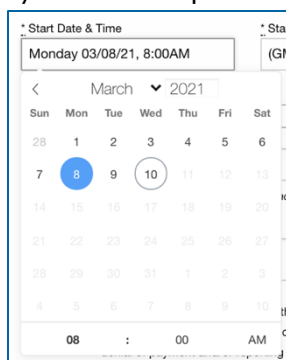 * Start Date & Time * Sta
Monday 03/08/21, 8:00AM (GM
March 2021
Sun Mon Tue Wed Thu Fri Sat
28 1 2 3 4 5 6
7 8 9 10 11 12 13
14 15 16 17 18 19 20
21 22 23 24 25 26 27
28 29 30 31 1 2 3
4 5 6 7 8 9 10
08 : 00 AM